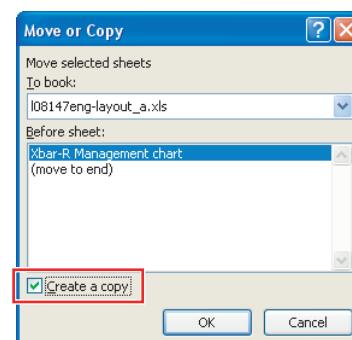 Move or Copy
Move selected sheets
To book:
l08147eng-layout_a.xls
Before sheet:
Xbar-R Management chart
(move to end)
Create a copy
OK Cancel